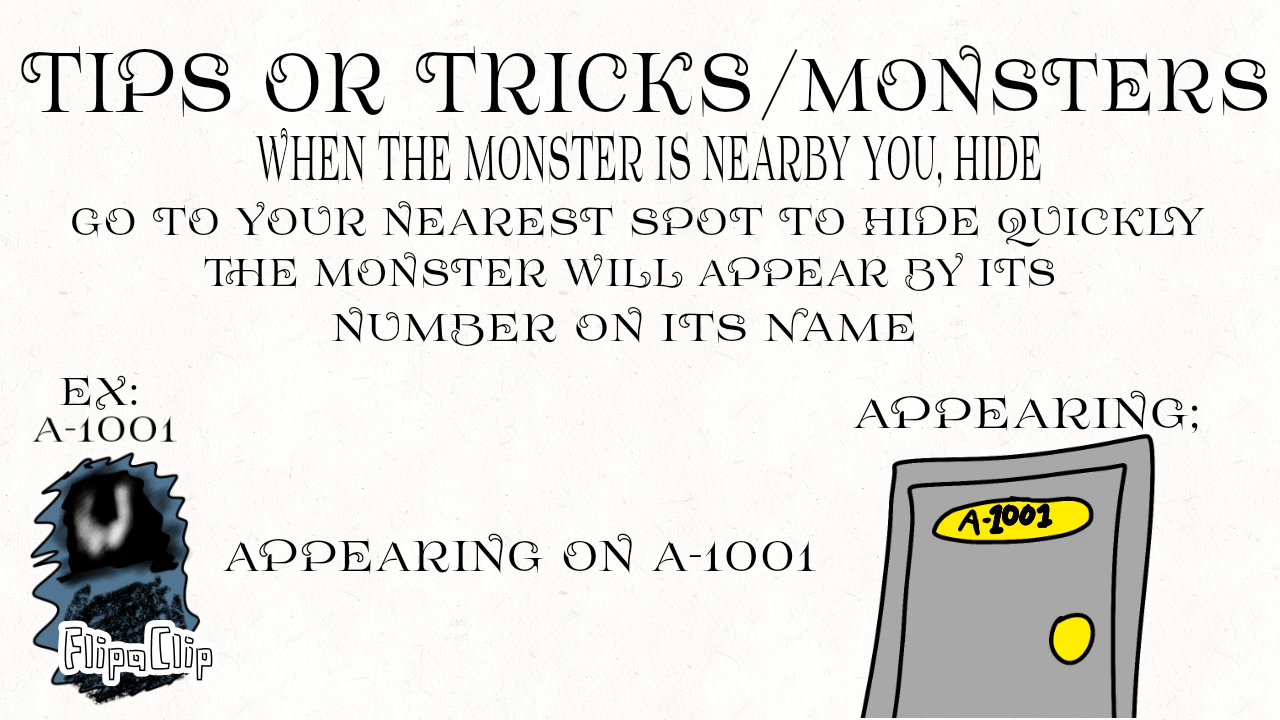 TIPS OR TRICKS/MONSTERS
WHEN THE MONSTER IS NEARBY YOU, HIDE
GO TO YOUR NEAREST SPOT TO HIDE QUICKLY
THE MONSTER WILL APPEAR BY ITS
NUMBER ON ITS NAME
EX:
A-1001
APPEARING;
A-1001
APPEARING ON A-1001
FlipaClip